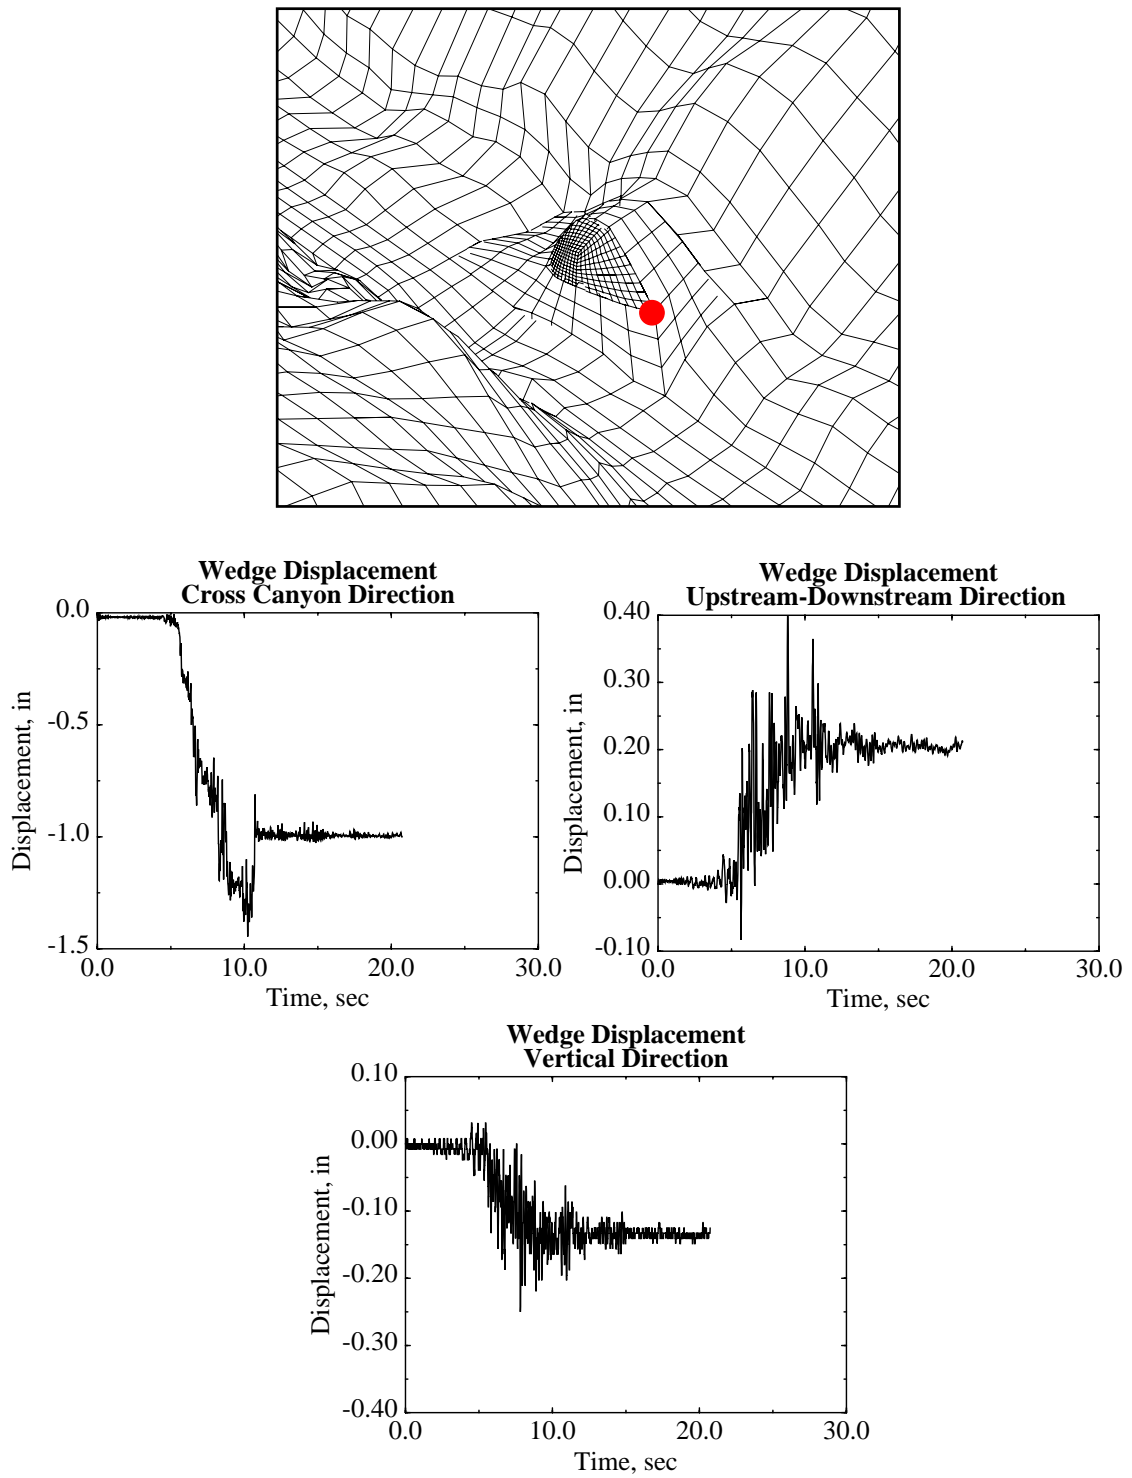 Wedge Displacement
Cross Canyon Direction
0.0
-0.5
-1.0
-1.5
Displacement, in
0.0
10.0
20.0
30.0
Time, sec
Wedge Displacement
Upstream-Downstream Direction
0.40
0.30
0.20
0.10
0.00
-0.10
Displacement, in
0.0
10.0
20.0
30.0
Time, sec
Wedge Displacement
Vertical Direction
0.10
0.00
-0.10
-0.20
-0.30
-0.40
Displacement, in
0.0
10.0
20.0
30.0
Time, sec